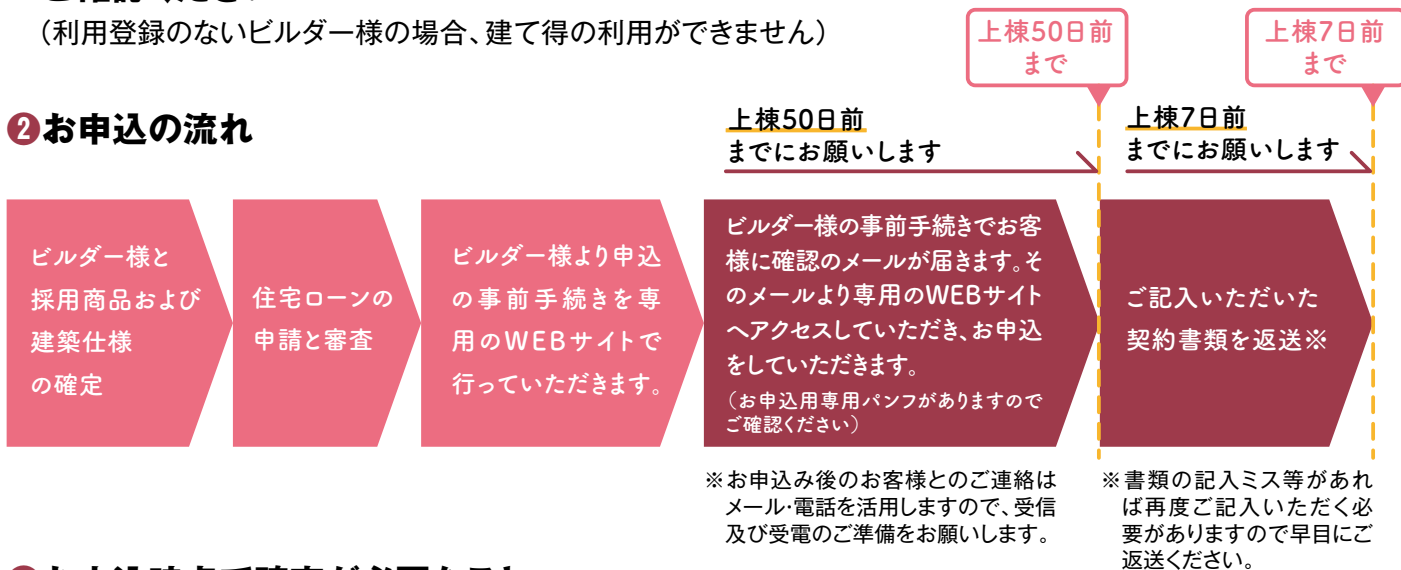 （利用登録のないビルダー様の場合、建て得の利用ができません）
上棟50日前
まで
上棟7日前
まで
❷お申込の流れ
上棟50日前
までにお願いします
上棟7日前
までにお願いします
ビルダー様と
採用商品および
建築仕様
の確定
住宅ローンの
申請と審査
ビルダー様より申込
の事前手続きを専
用のWEBサイトで
行っていただきます。
ビルダー様の事前手続きでお客
様に確認のメールが届きます。そ
のメールより専用のWEBサイト
へアクセスしていただき、お申込
をしていただきます。
（お申込用専用パンフがありますので
ご確認ください）
ご記入いただいた
契約書類を返送※
※お申込み後のお客様とのご連絡は
メール・電話を活用しますので、受信
及び受電のご準備をお願いします。
※書類の記入ミス等があれ
ば再度ご記入いただく必
要がありますので早目にご
返送ください。